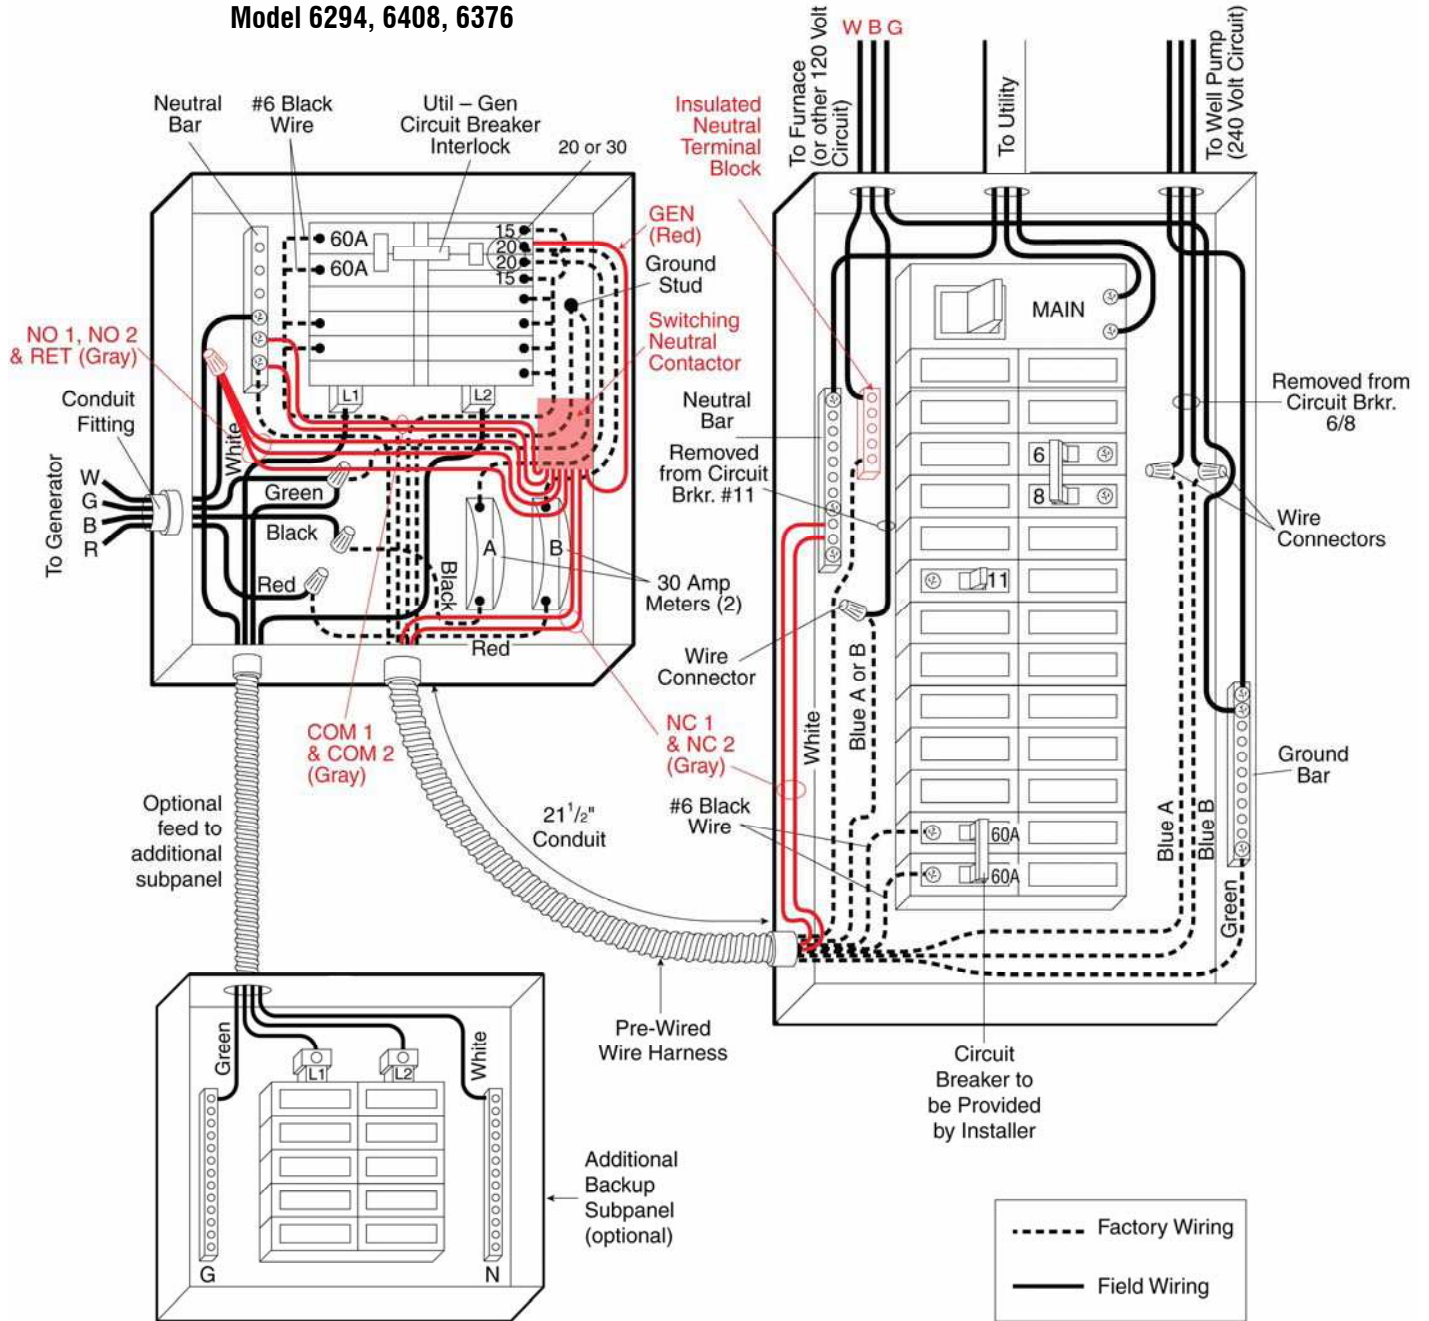 Model 6294, 6408, 6376
Neutral
Bar
#6 Black
Wire
Util – Gen
Circuit Breaker
Interlock
20 or 30
60A
60A
15
20
20
15
GEN
(Red)
Ground
Stud
Switching
Neutral
Contactor
NO 1, NO 2
& RET (Gray)
Conduit
Fitting
L1
L2
White
Green
Black
Red
To Generator
W
G
B
R
A
B
Black
Red
30 Amp
Meters (2)
COM 1
& COM 2
(Gray)
NC 1
& NC 2
(Gray)
Optional
feed to
additional
subpanel
21 1/2"
Conduit
Pre-Wired
Wire Harness
To Furnace
(or other 120 Volt
Circuit)
W B G
To Utility
To Well Pump
(240 Volt Circuit)
Insulated
Neutral
Terminal
Block
MAIN
Neutral
Bar
Removed
from Circuit
Brkr. #11
6
8
11
Removed from
Circuit Brkr.
6/8
Wire
Connectors
Wire
Connector
White
Blue A or B
#6 Black
Wire
60A
60A
Blue A
Blue B
Green
Ground
Bar
Circuit
Breaker to
be Provided
by Installer
Green
L1
L2
White
G
N
Additional
Backup
Subpanel
(optional)
Factory Wiring
Field Wiring